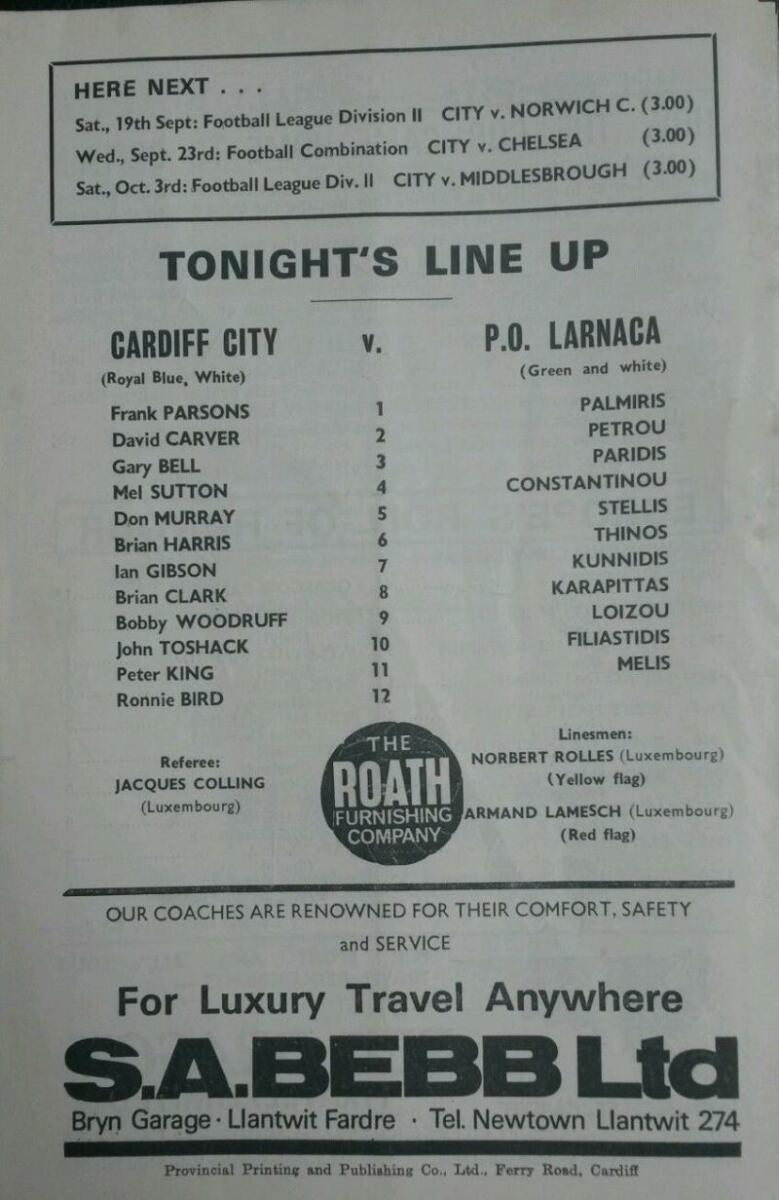 HERE NEXT . . .
Sat., 19th Sept: Football League Division II CITY v. NORWICH C. (3.00)
Wed., Sept. 23rd: Football Combination CITY v. CHELSEA (3.00)
Sat., Oct. 3rd: Football League Div. II CITY v. MIDDLESBROUGH (3.00)
TONIGHT'S LINE UP
CARDIFF CITY v. P.O. LARNACA
(Royal Blue, White) (Green and white)
Frank PARSONS 1 PALMIRIS
David CARVER 2 PETROU
Gary BELL 3 PARIDIS
Mel SUTTON 4 CONSTANTINOU
Don MURRAY 5 STELLIS
Brian HARRIS 6 THINOS
Ian GIBSON 7 KUNNIDIS
Brian CLARK 8 KARAPITTAS
Bobby WOODRUFF 9 LOIZOU
John TOSHACK 10 FILIASTIDIS
Peter KING 11 MELIS
Ronnie BIRD 12
Referee:
JACQUES COLLING
(Luxembourg)
THE
ROATH
FURNISHING
COMPANY
Linesmen:
NORBERT ROLLES (Luxembourg)
(Yellow flag)
ARMAND LAMESCH (Luxembourg)
(Red flag)
OUR COACHES ARE RENOWNED FOR THEIR COMFORT, SAFETY
and SERVICE
For Luxury Travel Anywhere
S.A.BEBB Ltd
Bryn Garage · Llantwit Fardre · Tel. Newtown Llantwit 274
Provincial Printing and Publishing Co., Ltd., Ferry Road, Cardiff